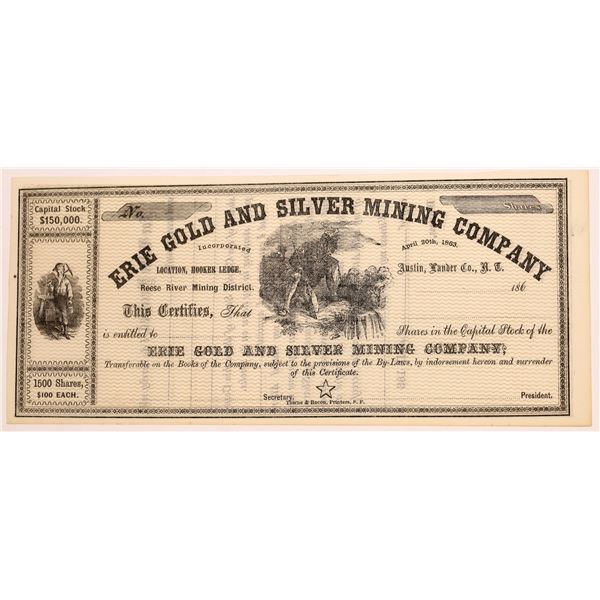 Capital Stock
$150,000.
No. Shares
ERIE GOLD AND SILVER MINING COMPANY
Incorporated April 20th, 1863.
LOCATION, HOOKER LEDGE,
Reese River Mining District.
Austin, Lander Co., N. T.
186
This Certifies, That
is entitled to Shares in the Capital Stock of the
ERIE GOLD AND SILVER MINING COMPANY,
Transferable on the Books of the Company, subject to the provisions of the By-Laws, by indorsement hereon and surrender
of this Certificate.
1500 Shares,
$100 EACH.
Secretary. President.
Towne & Bacon, Printers, S. F.